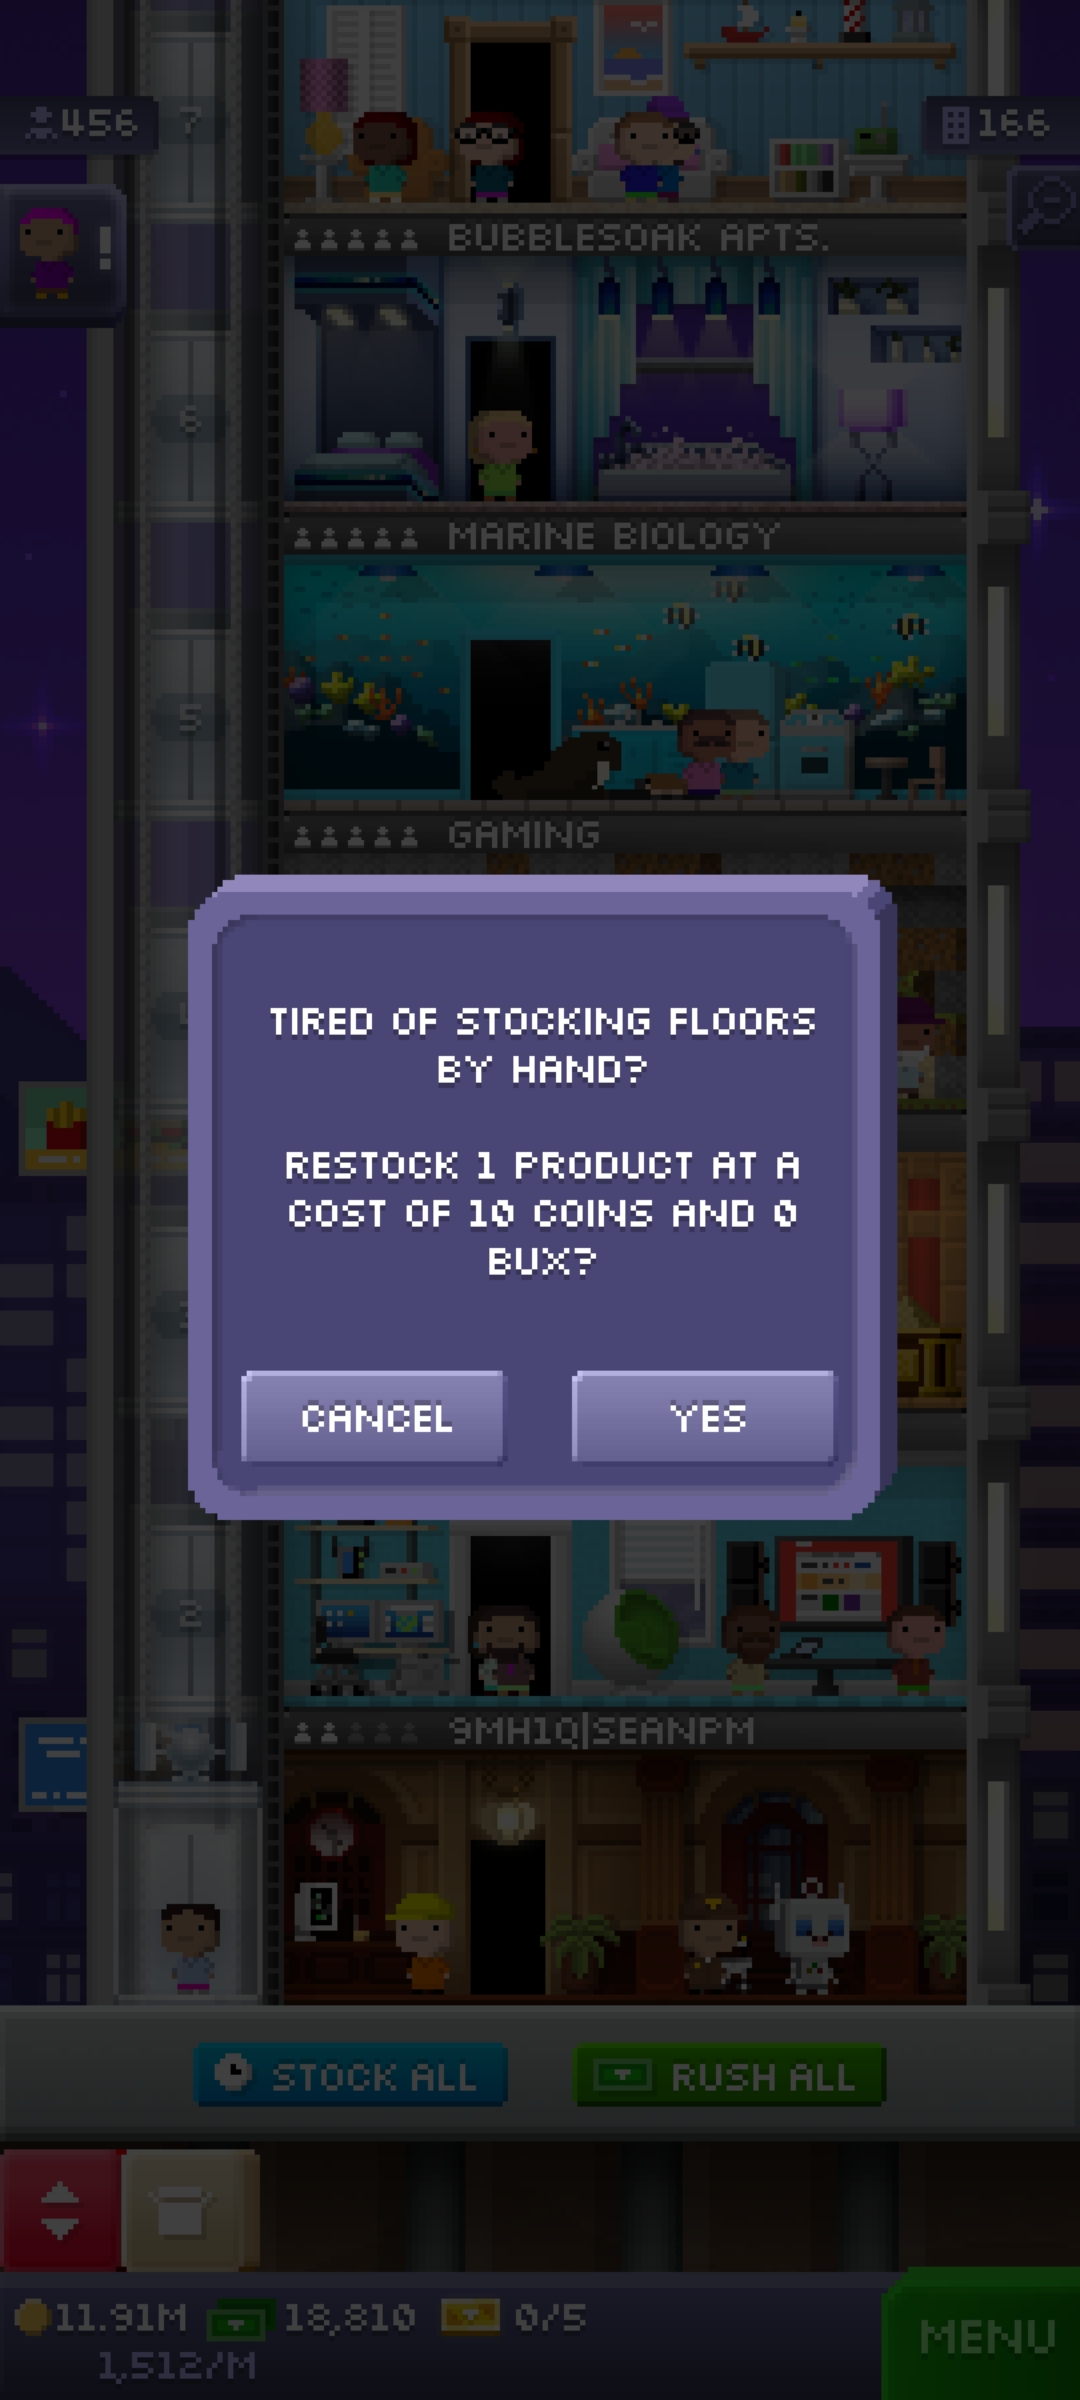 456
7
166
!
BUBBLESOAK APTS.
6
MARINE BIOLOGY
5
GAMING
TIRED OF STOCKING FLOORS
BY HAND?
RESTOCK 1 PRODUCT AT A
COST OF 10 COINS AND 0
BUX?
CANCEL
YES
2
9MH1Q|SEANPM
STOCK ALL
RUSH ALL
11.91M
18,810
0/5
MENU
1,512/M